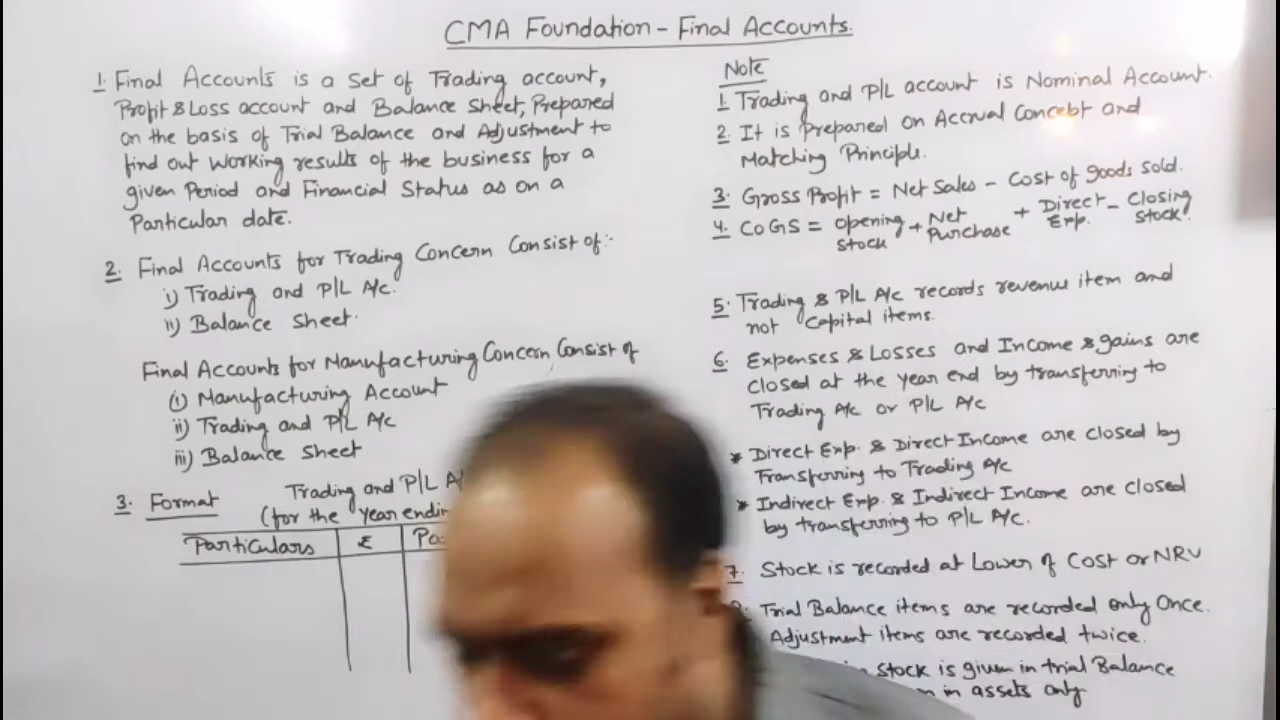 CMA Foundation - Final Accounts.
1. Final Accounts is a set of Trading account,
Profit & Loss account and Balance Sheet, Prepared
on the basis of Trial Balance and Adjustment to
find out working results of the business for a
given Period and Financial Status as on a
Particular date.
2. Final Accounts for Trading Concern Consist of:-
i) Trading and P/L A/c.
ii) Balance Sheet.
Final Accounts for Manufacturing Concern Consist of
(i) Manufacturing Account
ii) Trading and P/L A/c
iii) Balance Sheet
3. Format
Trading and P/L A/
(for the year endin
Particulars ₹ Pa
Note
1. Trading and P/L account is Nominal Account.
2. It is Prepared on Accrual Concept and
Matching Principle.
3. Gross Profit = Net Sales - Cost of goods sold.
4. COGS = Opening Stock + Net Purchase + Direct Exp. - Closing Stock.
5. Trading & P/L A/c records revenue item and
not Capital items.
6. Expenses & Losses and Income & gains are
closed at the year end by transferring to
Trading A/c or P/L A/c
* Direct Exp. & Direct Income are closed by
Transferring to Trading A/c
* Indirect Exp. & Indirect Income are closed
by transferring to P/L A/c.
7. Stock is recorded at Lower of Cost or NRV
Trial Balance items are recorded only Once.
Adjustment items are recorded twice.
stock is given in trial Balance
in assets only